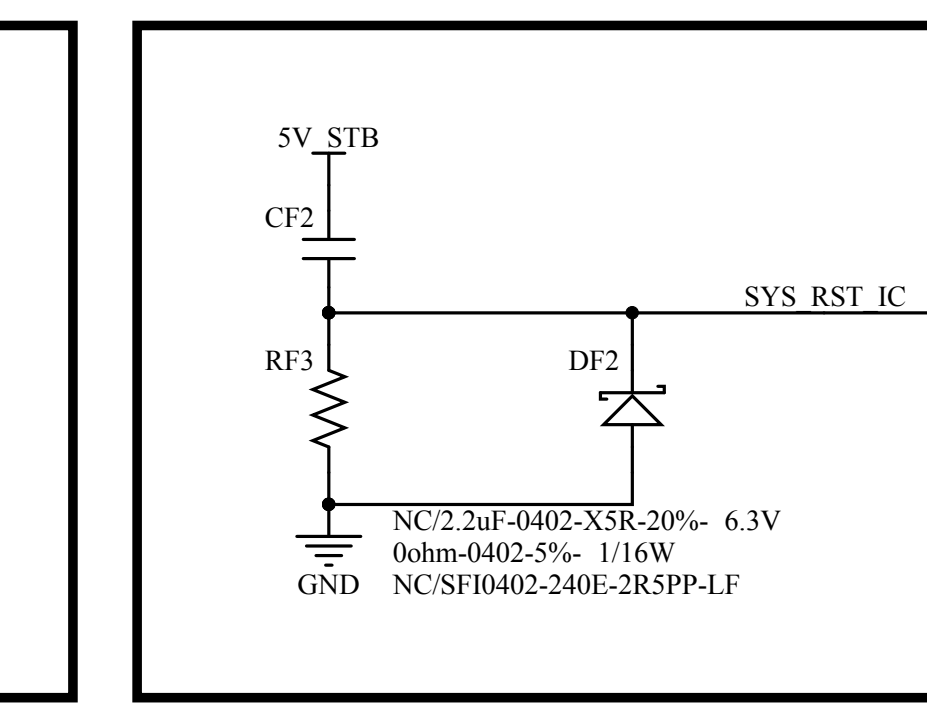 5V_STB
CF2
SYS_RST_IC
RF3
DF2
NC/2.2uF-0402-X5R-20%- 6.3V
0ohm-0402-5%- 1/16W
GND
NC/SFI0402-240E-2R5PP-LF